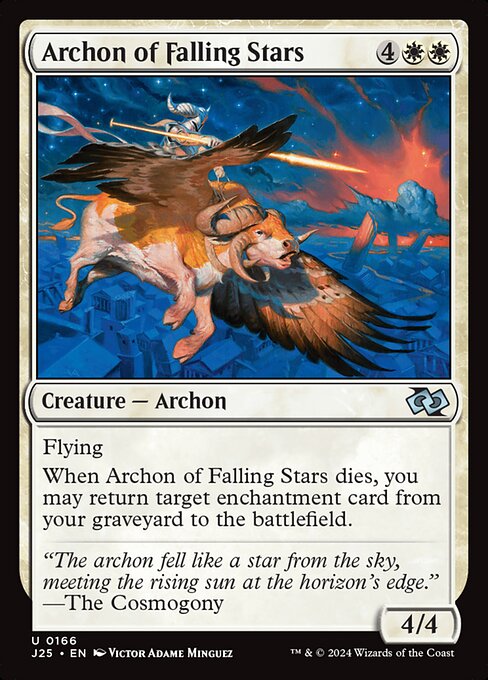 Archon of Falling Stars 4
Creature — Archon
Flying
When Archon of Falling Stars dies, you
may return target enchantment card from
your graveyard to the battlefield.
“The archon fell like a star from the sky,
meeting the rising sun at the horizon’s edge.”
—The Cosmogony
4/4
U 0166
J25 • EN Victor Adame Minguez
™ & © 2024 Wizards of the Coast